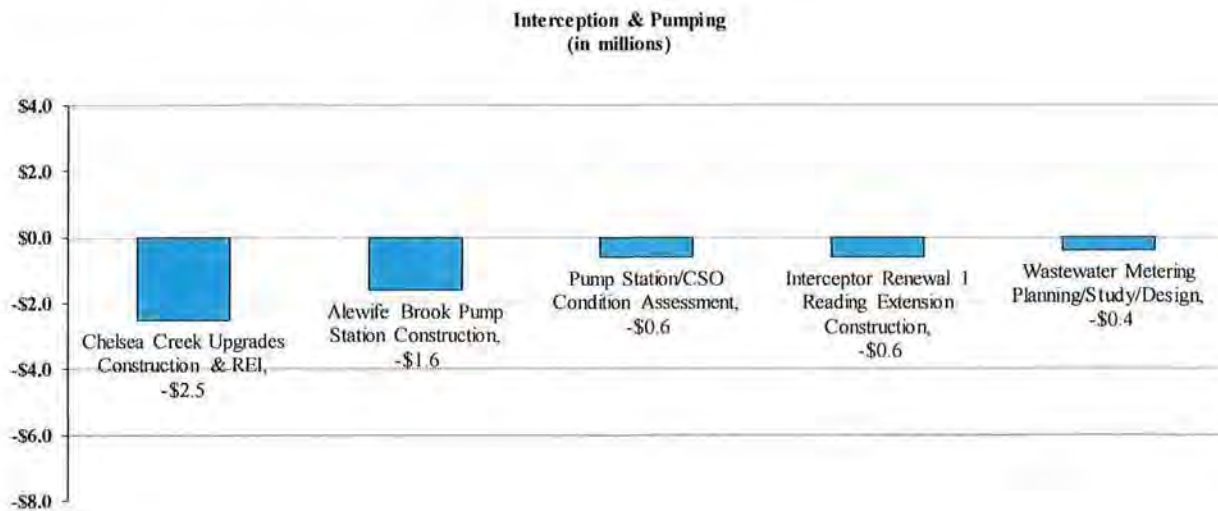 Interception & Pumping
(in millions)
$4.0
$2.0
$0.0
-$2.0
-$4.0
-$6.0
-$8.0
Chelsea Creek Upgrades
Construction & REI,
-$2.5
Alewife Brook Pump
Station Construction,
-$1.6
Pump Station/CSO
Condition Assessment,
-$0.6
Interceptor Renewal 1
Reading Extension
Construction,
-$0.6
Wastewater Metering
Planning/Study/Design,
-$0.4